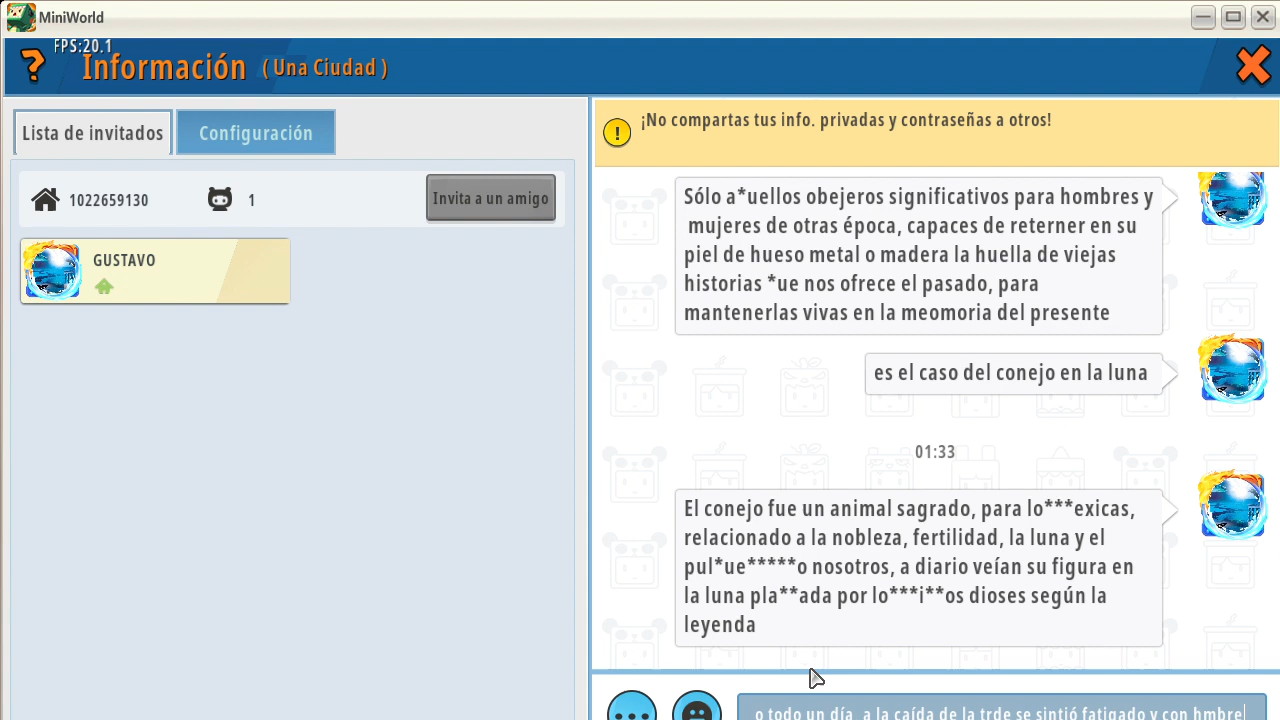 MiniWorld
FPS:20.1
Información ( Una Ciudad )
Lista de invitados
Configuración
1022659130
1
Invita a un amigo
GUSTAVO
¡No compartas tus info. privadas y contraseñas a otros!
Sólo a*uellos obejeros significativos para hombres y
mujeres de otras época, capaces de reterner en su
piel de hueso metal o madera la huella de viejas
historias *ue nos ofrece el pasado, para
mantenerlas vivas en la meomoria del presente
es el caso del conejo en la luna
01:33
El conejo fue un animal sagrado, para lo***exicas,
relacionado a la nobleza, fertilidad, la luna y el
pul*ue*****o nosotros, a diario veían su figura en
la luna pla**ada por lo***i**os dioses según la
leyenda
o todo un día, a la caída de la trde se sintió fatigado y con hmbre